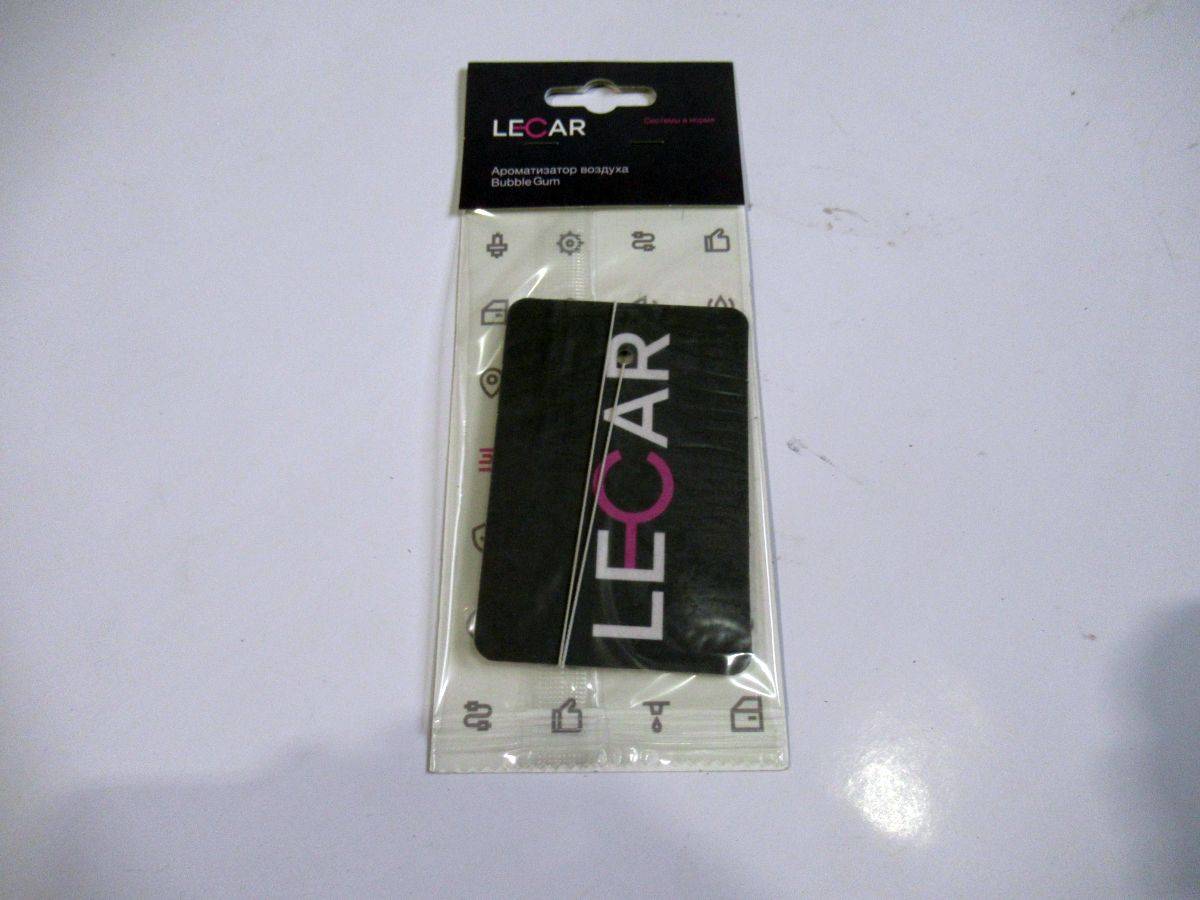 LECAR
Системы в норме
Ароматизатор воздуха
Bubble Gum
LECAR